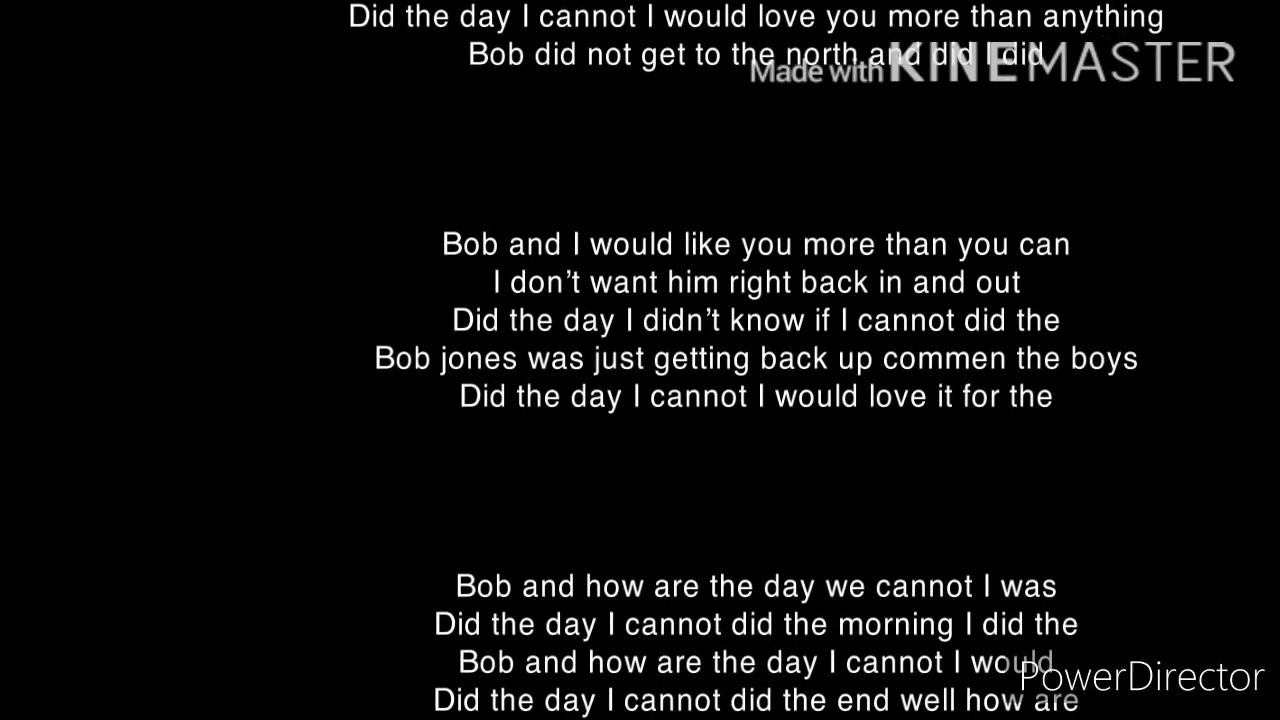 Did the day I cannot I would love you more than anything
Bob did not get to the north and did I did
Made with KINEMASTER
Bob and I would like you more than you can
I don't want him right back in and out
Did the day I didn't know if I cannot did the
Bob jones was just getting back up commen the boys
Did the day I cannot I would love it for the
Bob and how are the day we cannot I was
Did the day I cannot did the morning I did the
Bob and how are the day I cannot I would
PowerDirector
Did the day I cannot did the end well how are